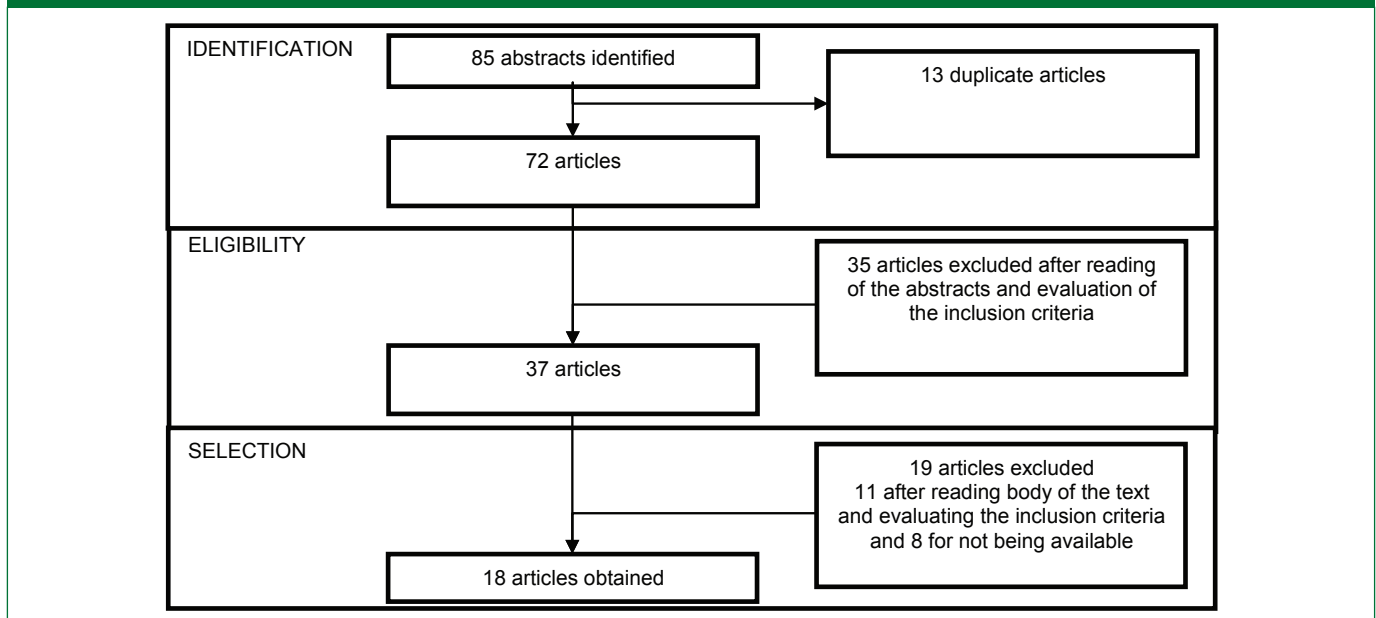 IDENTIFICATION
85 abstracts identified
13 duplicate articles
72 articles
ELIGIBILITY
35 articles excluded after reading
of the abstracts and evaluation of
the inclusion criteria
37 articles
SELECTION
19 articles excluded
11 after reading body of the text
and evaluating the inclusion criteria
and 8 for not being available
18 articles obtained